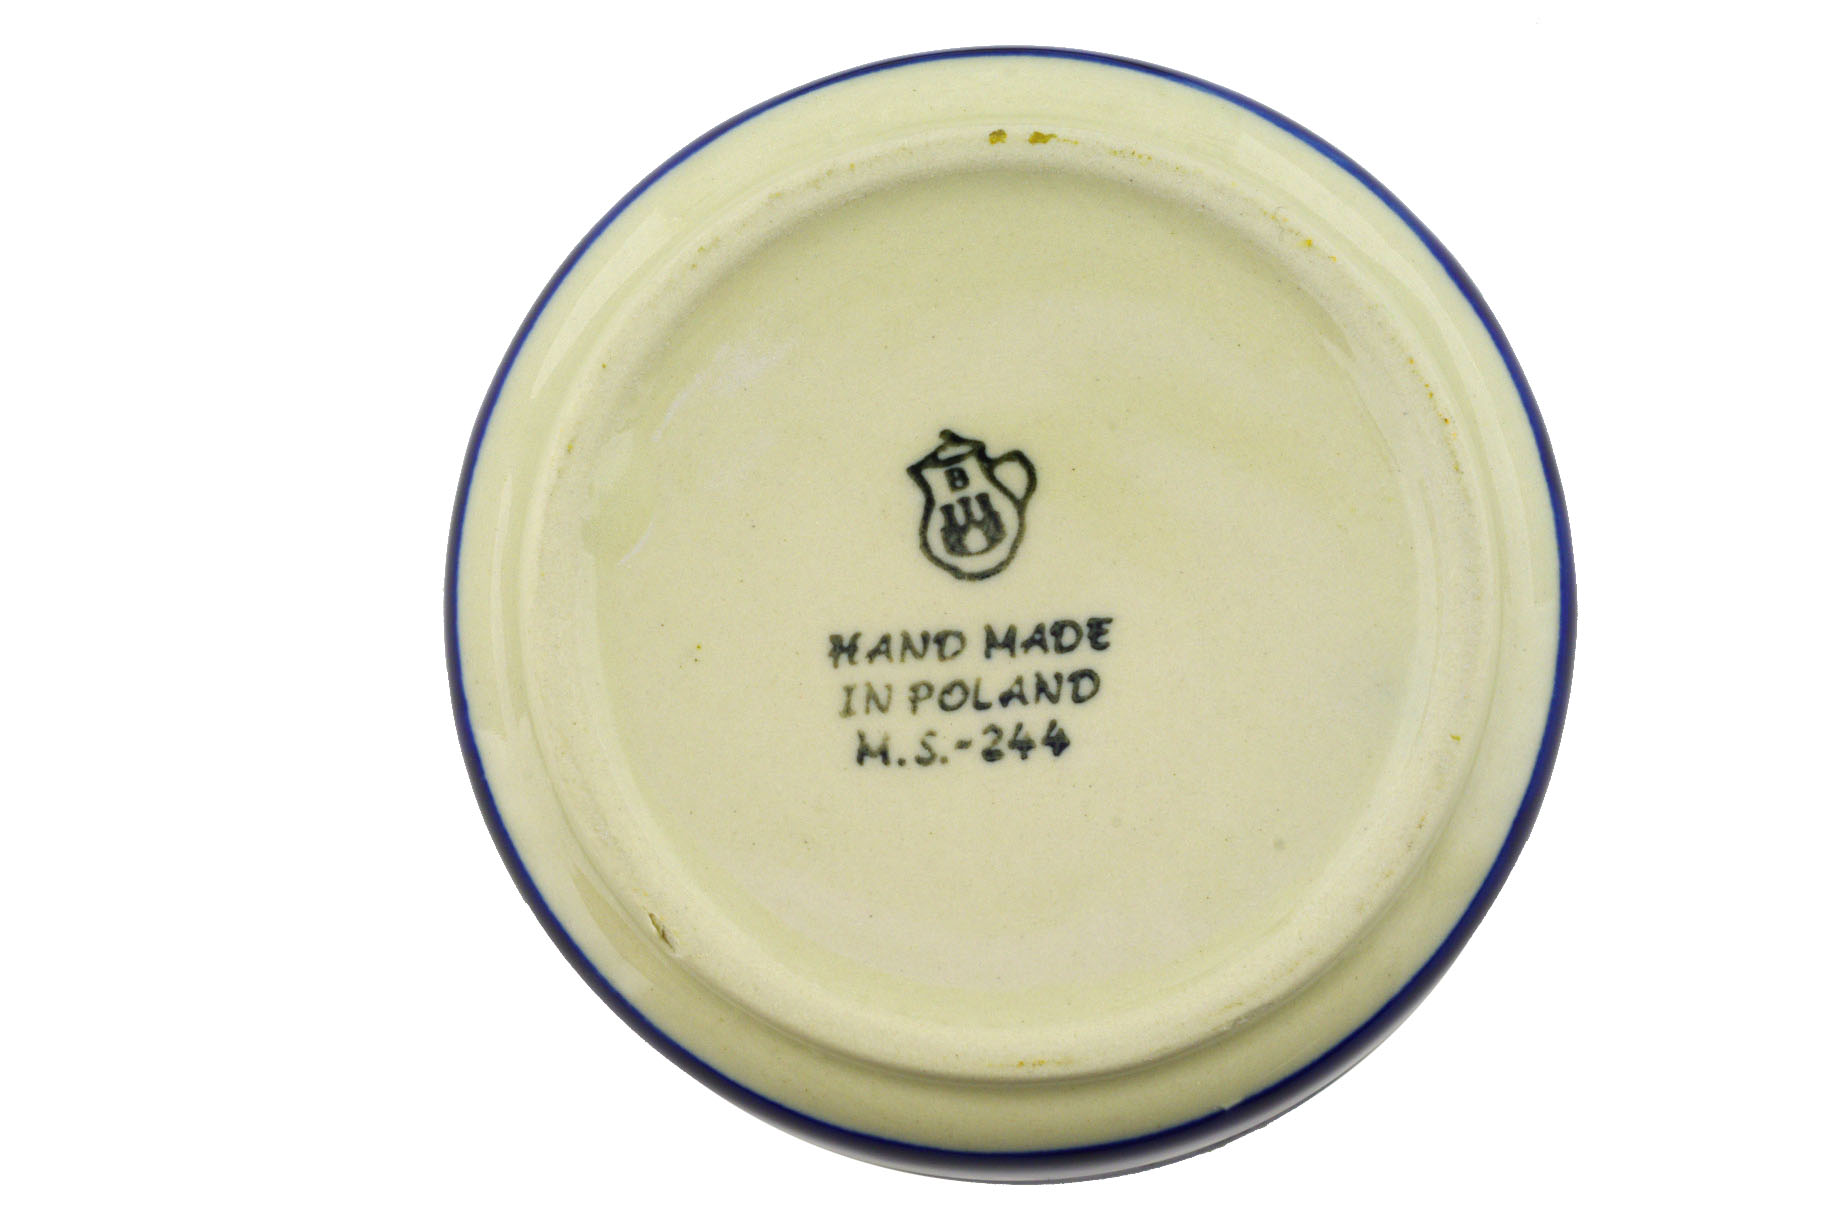 B
HAND MADE
IN POLAND
M.S.-244